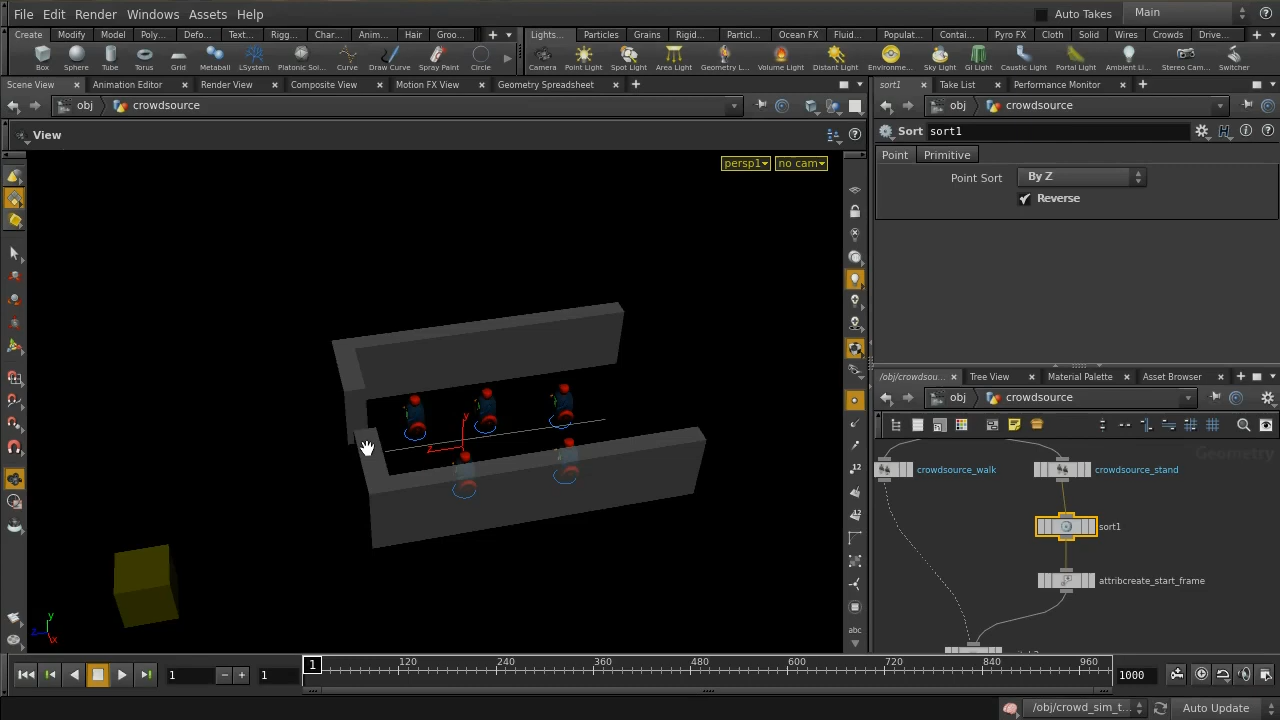 File Edit Render Windows Assets Help Auto Takes Main
Create Modify Model Poly... Defo... Text... Rigg... Char... Anim... Hair Groo... Lights... Particles Grains Rigid... Particl... Ocean FX Fluid... Populat... Contai... Pyro FX Cloth Solid Wires Crowds Drive...
Box Sphere Tube Torus Grid Metaball LSystem Platonic Sol... Curve Draw Curve Spray Paint Circle Camera Point Light Spot Light Area Light Geometry L... Volume Light Distant Light Environme... Sky Light GI Light Caustic Light Portal Light Ambient Li... Stereo Cam... Switcher
Scene View Animation Editor Render View Composite View Motion FX View Geometry Spreadsheet sort1 Take List Performance Monitor
obj crowdsource obj crowdsource
View Sort sort1
persp1 no cam Point Primitive
Point Sort By Z
Reverse
/obj/crowdsou... Tree View Material Palette Asset Browser
obj crowdsource
Geometry
crowdsource_walk crowdsource_stand
sort1
attribcreate_start_frame
y
z
12
12
abc
y
z x
1 1 1 120 240 360 480 600 720 840 960 1000
/obj/crowd_sim_t... Auto Update